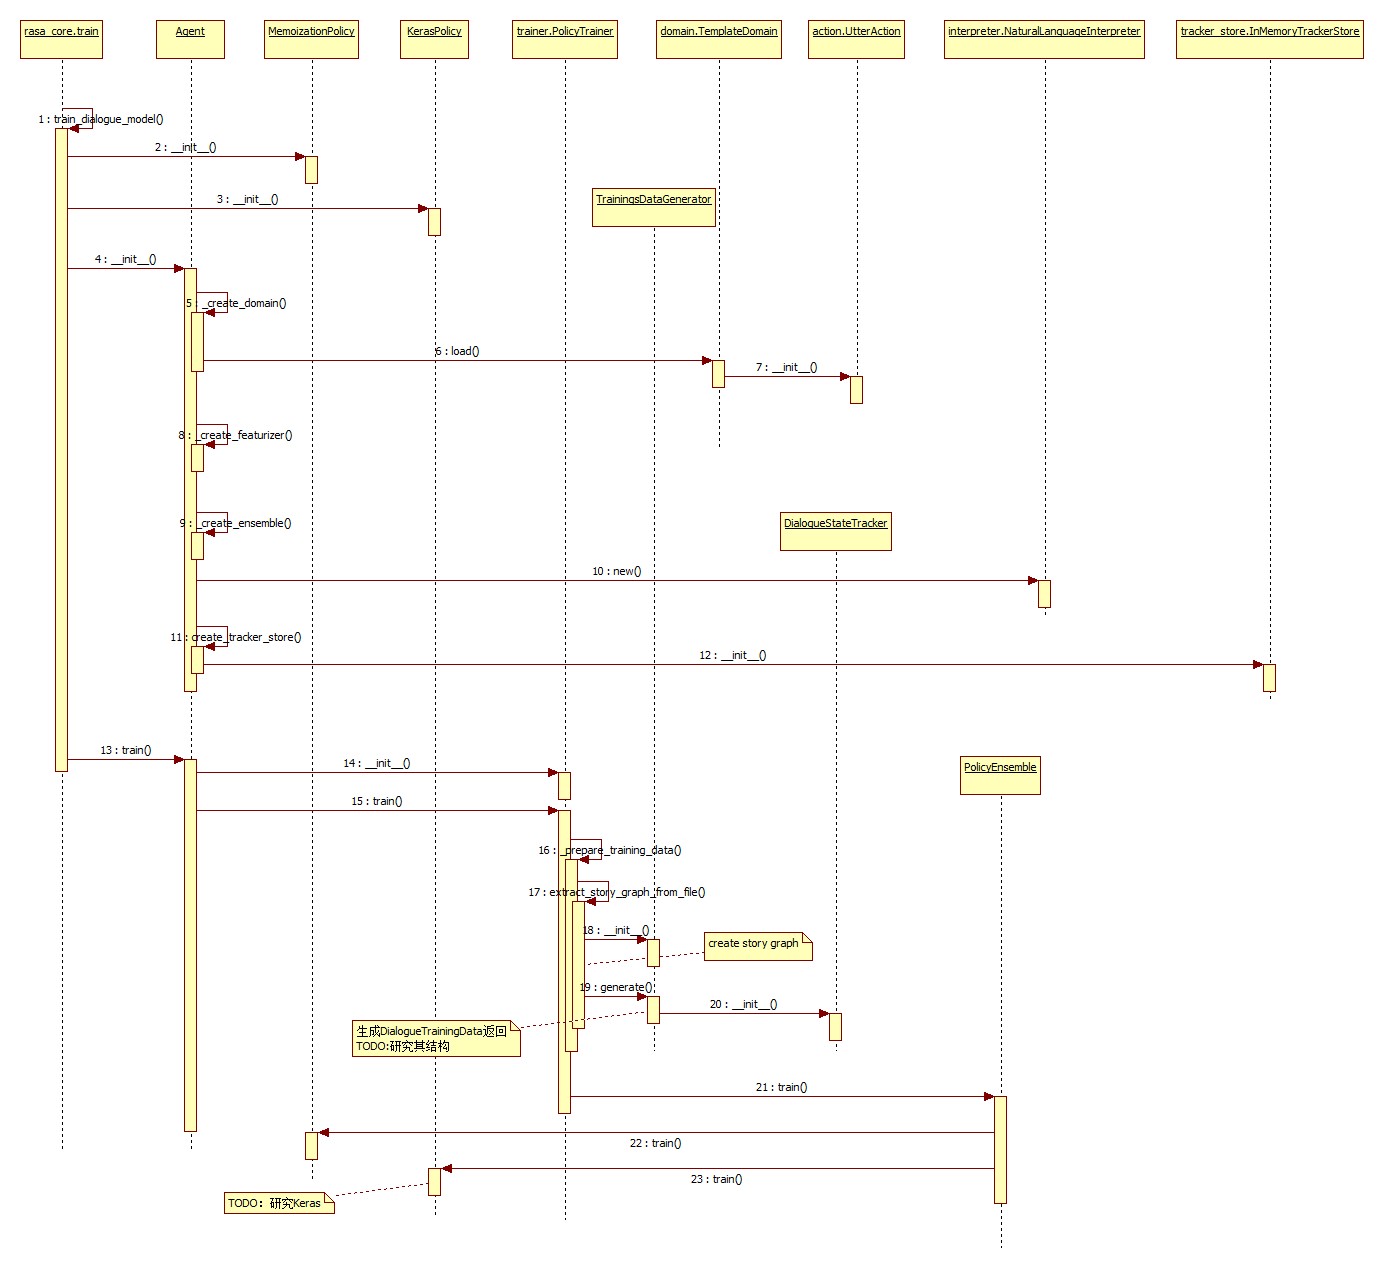 rasa_core.train
Agent
MemoizationPolicy
KerasPolicy
trainer.PolicyTrainer
domain.TemplateDomain
action.UtterAction
interpreter.NaturalLanguageInterpreter
tracker_store.InMemoryTrackerStore
1 : train_dialogue_model()
2 : __init__()
3 : __init__()
TrainingsDataGenerator
4 : __init__()
5 : _create_domain()
6 : load()
7 : __init__()
8 : _create_featurizer()
9 : _create_ensemble()
DialogueStateTracker
10 : new()
11 : create_tracker_store()
12 : __init__()
13 : train()
14 : __init__()
PolicyEnsemble
15 : train()
16 : _prepare_training_data()
17 : extract_story_graph_from_file()
18 : __init__()
create story graph
19 : generate()
20 : __init__()
生成DialogueTrainingData返回
TODO:研究其结构
21 : train()
22 : train()
23 : train()
TODO：研究Keras